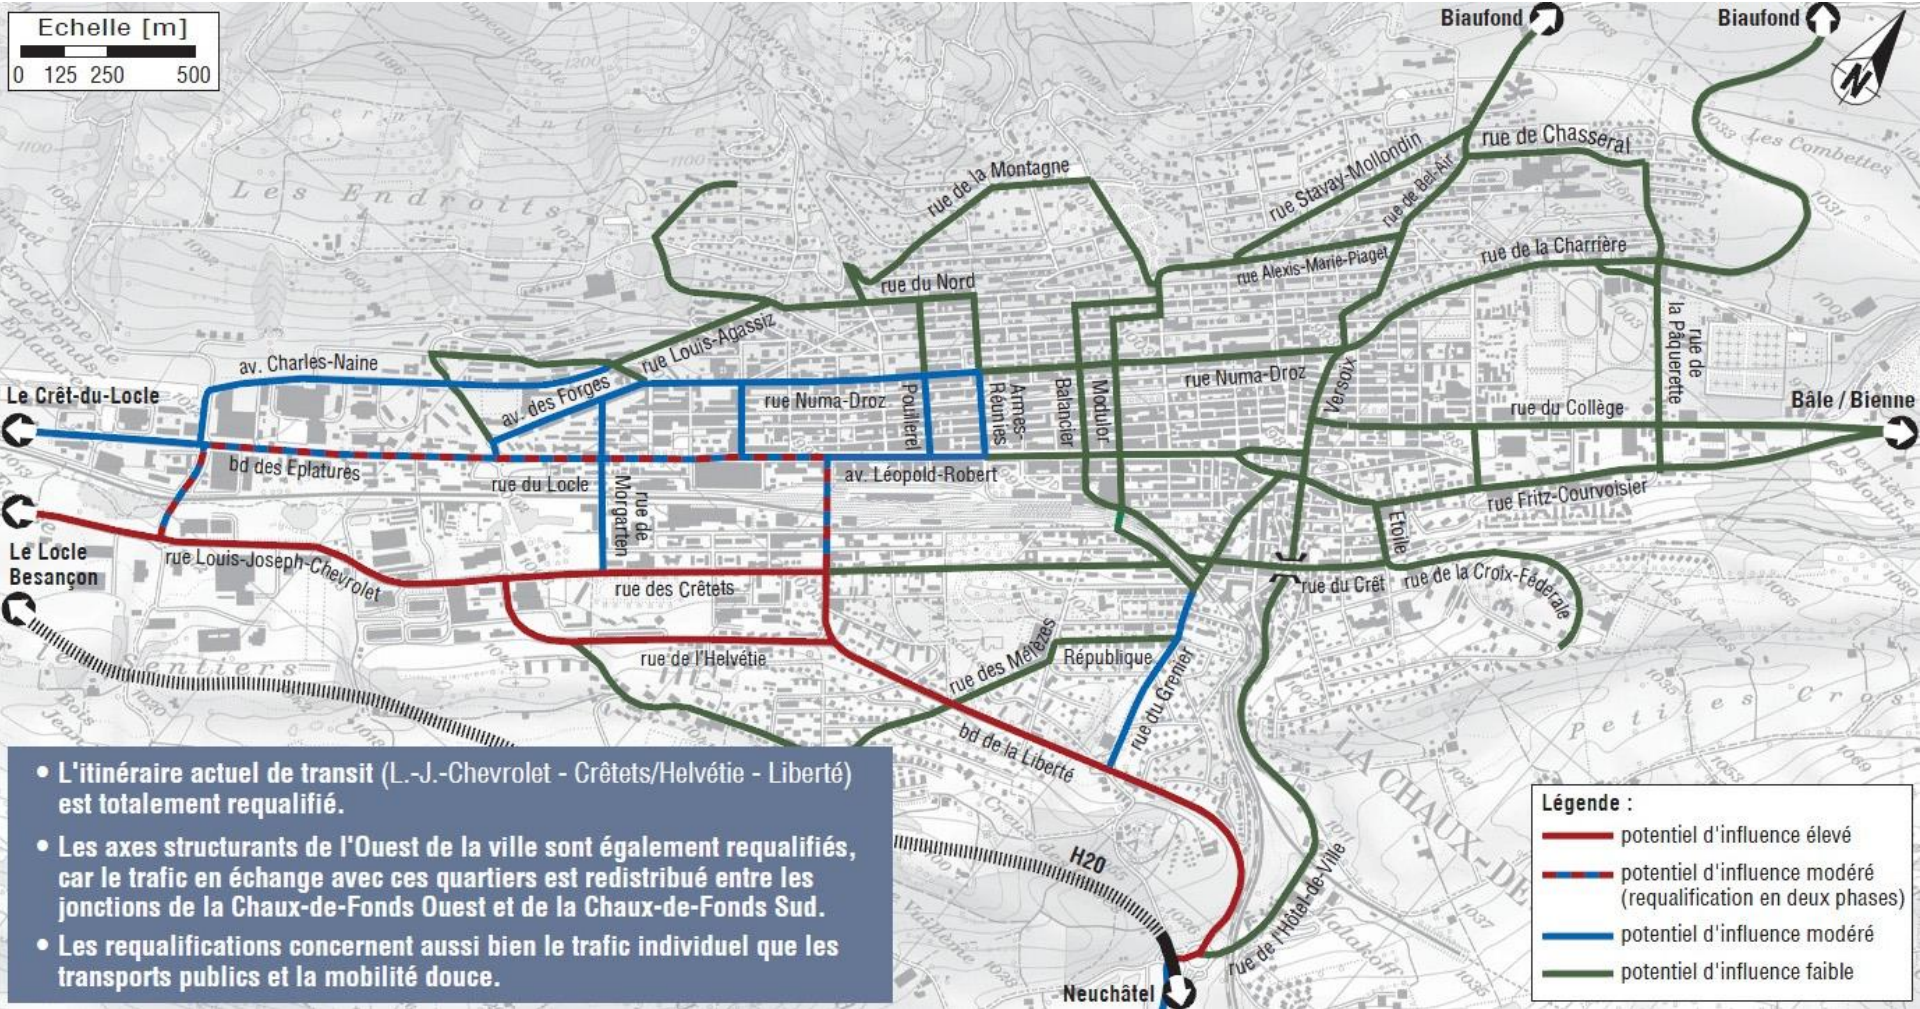 Echelle [m]
0 125 250 500
Biaufond
Biaufond
N
rue de Chasseral
rue Stavay-Mollondin
rue de Bel-Air
Les Combettes
rue de la Montagne
Les Endroits
rue de la Charrière
rue Alexis-Marie-Piaget
rue du Nord
rue Louis-Agassiz
la Pâquerette
rue de
av. Charles-Naine
Le Crêt-du-Locle
av. des Forges
rue Numa-Droz
Pouillerel
Réunies
Armes-
Balancier
Modulor
rue Numa-Droz
Versoix
rue du Collège
Bâle / Bienne
bd des Eplatures
rue du Locle
av. Léopold-Robert
Morgarten
rue de
rue Fritz-Courvoisier
Etoile
Le Locle
Besançon
rue Louis-Joseph-Chevrolet
rue des Crêtets
rue du Crêt
rue de la Croix-Fédérale
rue de l'Helvétie
rue des Mélèzes
République
rue du Grenier
bd de la Liberté
Petites Cros
LA CHAUX-DE
H20
rue de l'Hôtel-de-Ville
Neuchâtel
• L'itinéraire actuel de transit (L.-J.-Chevrolet - Crêtets/Helvétie - Liberté)
est totalement requalifié.
• Les axes structurants de l'Ouest de la ville sont également requalifiés,
car le trafic en échange avec ces quartiers est redistribué entre les
jonctions de la Chaux-de-Fonds Ouest et de la Chaux-de-Fonds Sud.
• Les requalifications concernent aussi bien le trafic individuel que les
transports publics et la mobilité douce.
Légende :
potentiel d'influence élevé
potentiel d'influence modéré
(requalification en deux phases)
potentiel d'influence modéré
potentiel d'influence faible